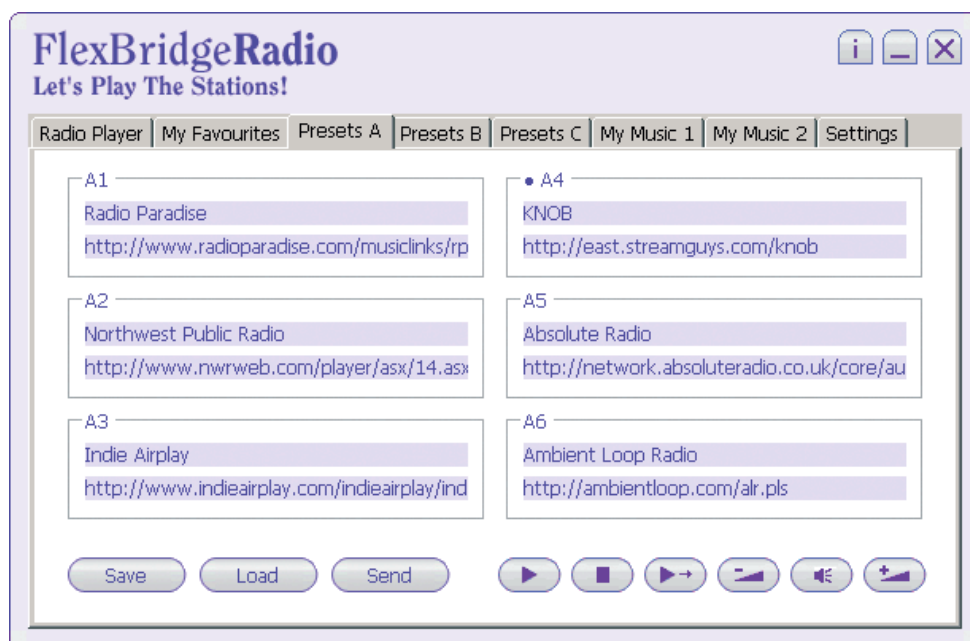 FlexBridgeRadio
Let's Play The Stations!
Radio Player My Favourites Presets A Presets B Presets C My Music 1 My Music 2 Settings
A1
Radio Paradise
http://www.radioparadise.com/musiclinks/rp
A2
Northwest Public Radio
http://www.nwrweb.com/player/asx/14.asx
A3
Indie Airplay
http://www.indieairplay.com/indieairplay/ind
• A4
KNOB
http://east.streamguys.com/knob
A5
Absolute Radio
http://network.absoluteradio.co.uk/core/au
A6
Ambient Loop Radio
http://ambientloop.com/alr.pls
Save Load Send